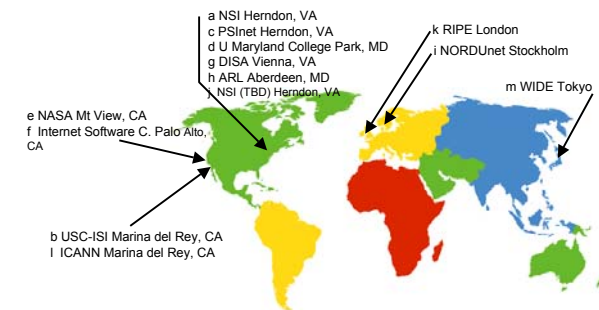 a NSI Herndon, VA
c PSInet Herndon, VA
d U Maryland College Park, MD
g DISA Vienna, VA
h ARL Aberdeen, MD
j NSI (TBD) Herndon, VA
k RIPE London
i NORDUnet Stockholm
m WIDE Tokyo
e NASA Mt View, CA
f Internet Software C. Palo Alto,
CA
b USC-ISI Marina del Rey, CA
l ICANN Marina del Rey, CA